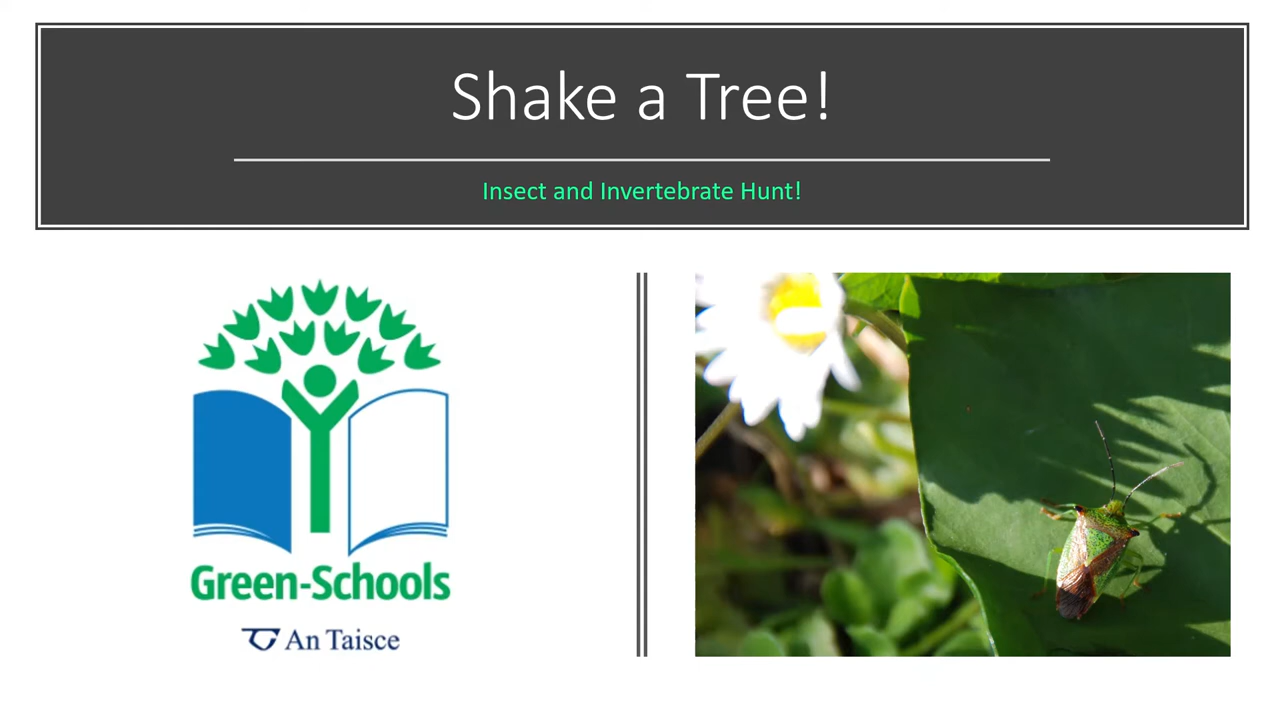 Shake a Tree!
Insect and Invertebrate Hunt!
Green-Schools
An Taisce